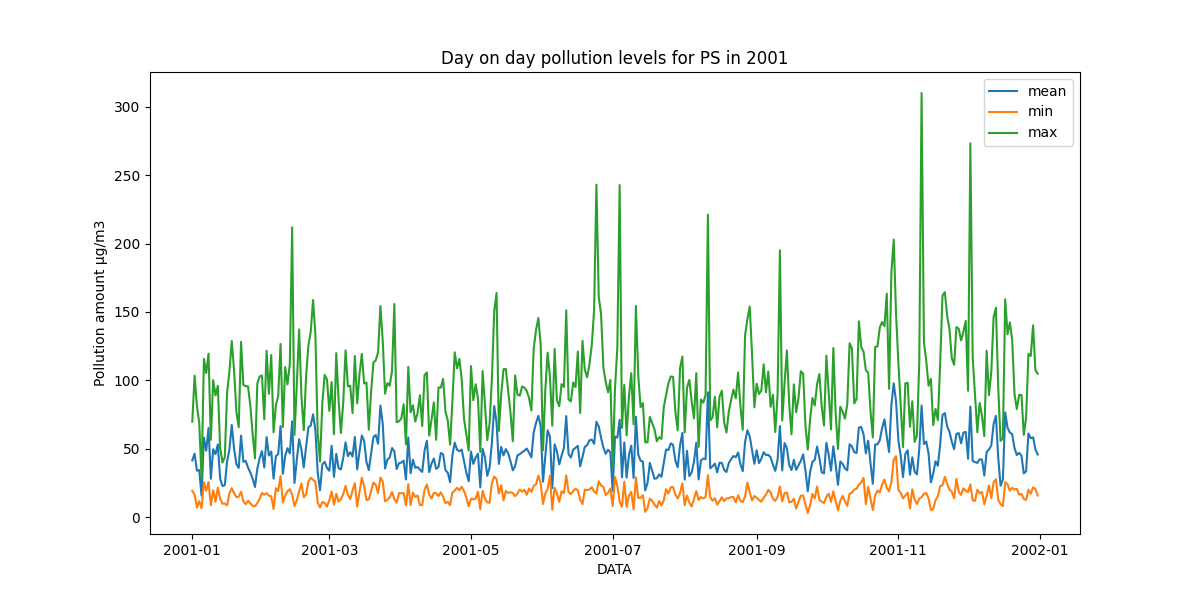 Day on day pollution levels for PS in 2001
Pollution amount µg/m3
300
250
200
150
100
50
0
mean
min
max
2001-01
2001-03
2001-05
2001-07
2001-09
2001-11
2002-01
DATA